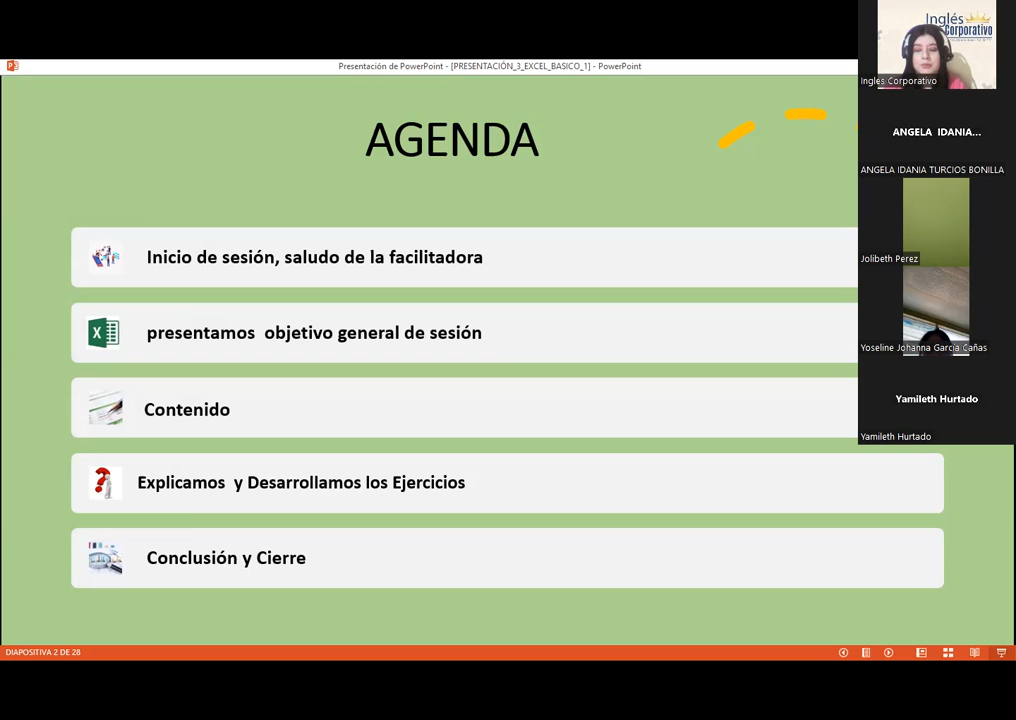 Presentación de PowerPoint - [PRESENTACIÓN_3_EXCEL_BASICO_1] - PowerPoint
AGENDA
Inicio de sesión, saludo de la facilitadora
presentamos objetivo general de sesión
Contenido
Explicamos y Desarrollamos los Ejercicios
Conclusión y Cierre
DIAPOSITIVA 2 DE 28
Inglés
Corporativo
Inglés Corporativo
ANGELA IDANIA...
ANGELA IDANIA TURCIOS BONILLA
Jolibeth Perez
Yoseline Johanna Garcia Cañas
Yamileth Hurtado
Yamileth Hurtado